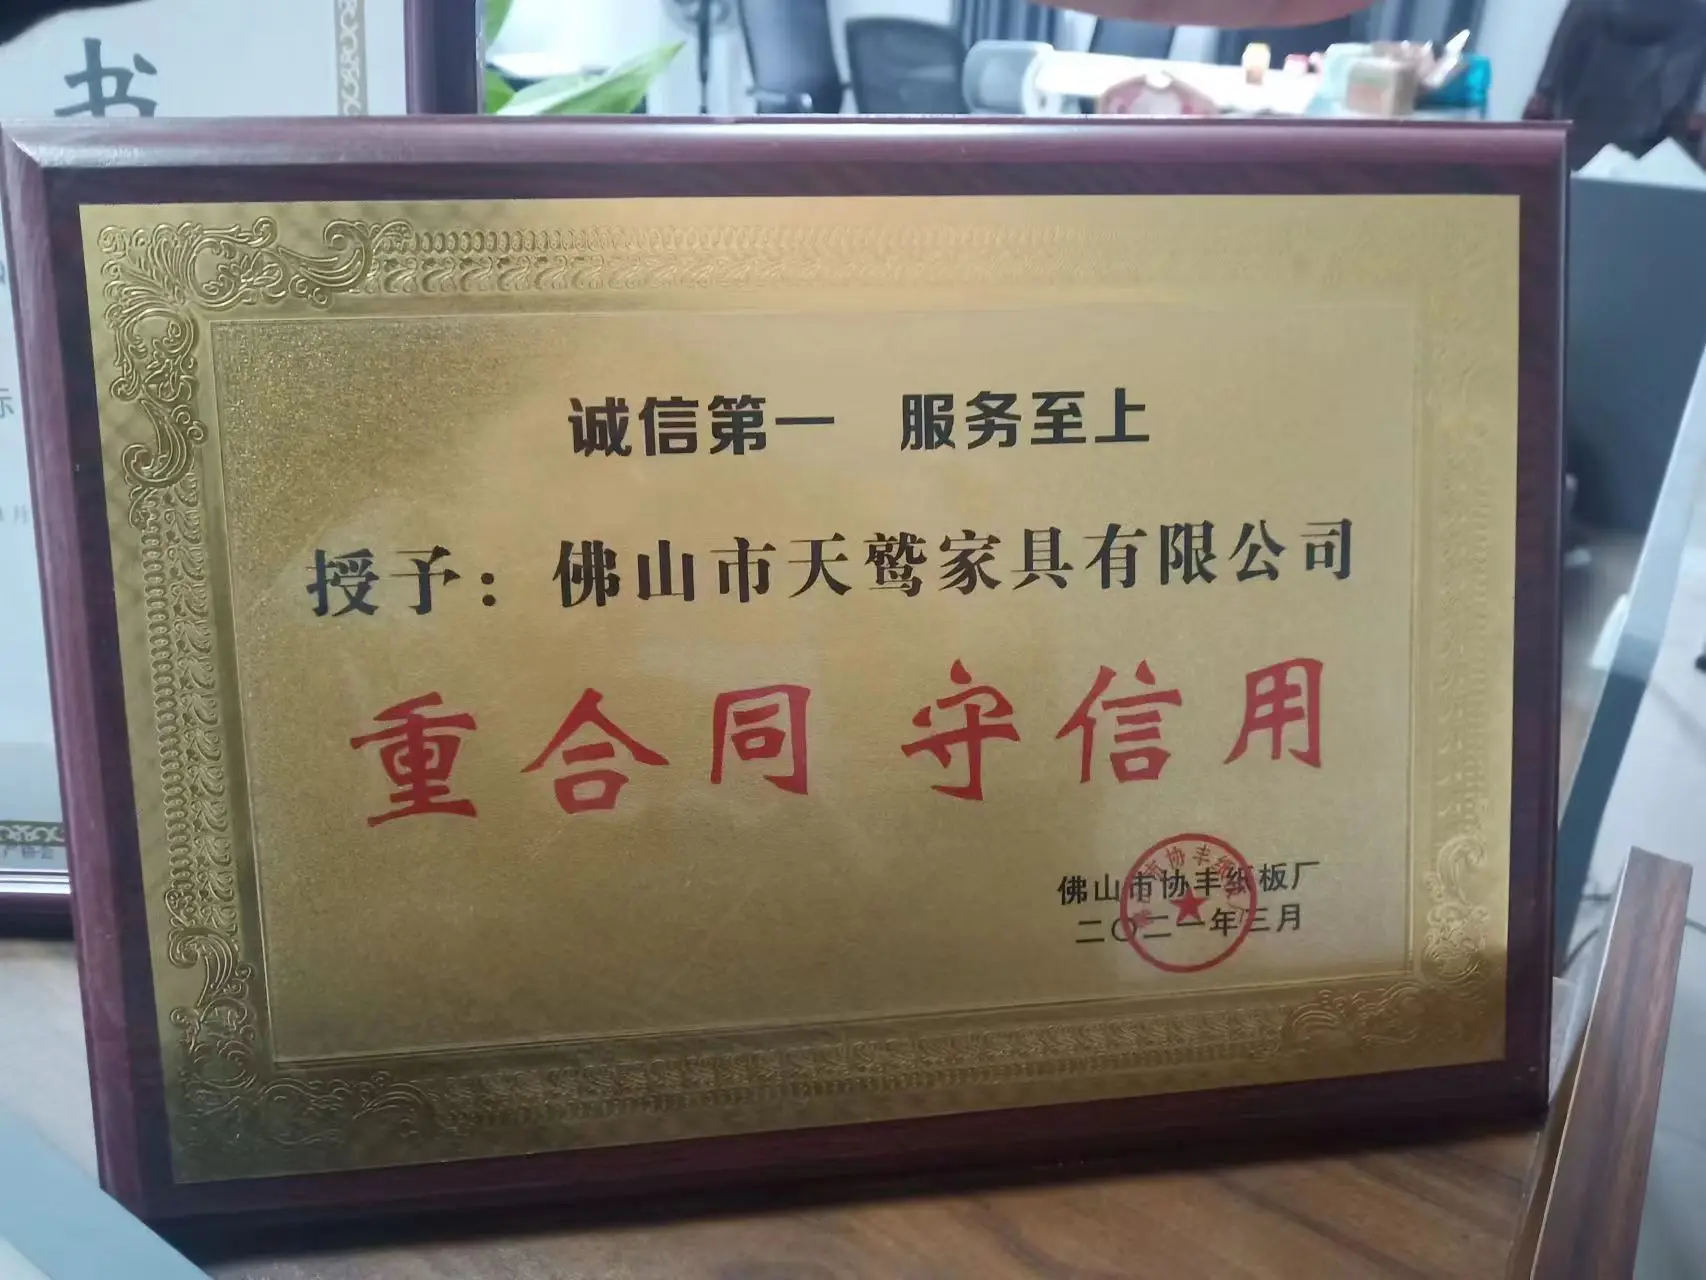 书
诚信第一 服务至上
授予：佛山市天鹫家具有限公司
重合同 守信用
佛山市协丰纸板厂
二〇二一年三月